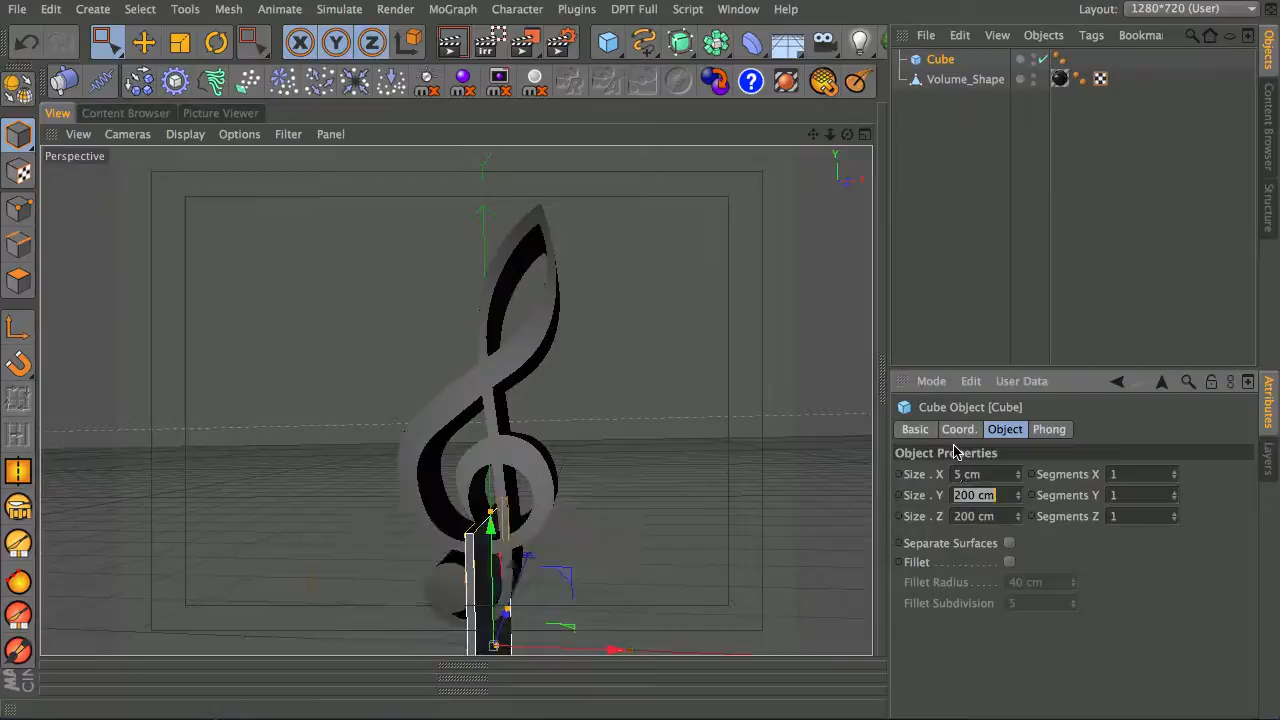 File Edit Create Select Tools Mesh Animate Simulate Render MoGraph Character Plugins DPIT Full Script Window Help Layout: 1280*720 (User)
File Edit View Objects Tags Bookma
X Y Z
Cube
Volume_Shape
View Content Browser Picture Viewer
View Cameras Display Options Filter Panel
Perspective
Y
Y
Objects
Content Browser
Structure
Mode Edit User Data
Cube Object [Cube]
Basic Coord. Object Phong
Object Properties
Size . X 5 cm Segments X 1
Size . Y 200 cm Segments Y 1
Size . Z 200 cm Segments Z 1
Separate Surfaces
Fillet . . . . . . . . . . .
Fillet Radius . . . . . 40 cm
Fillet Subdivision 5
Attributes
Layers